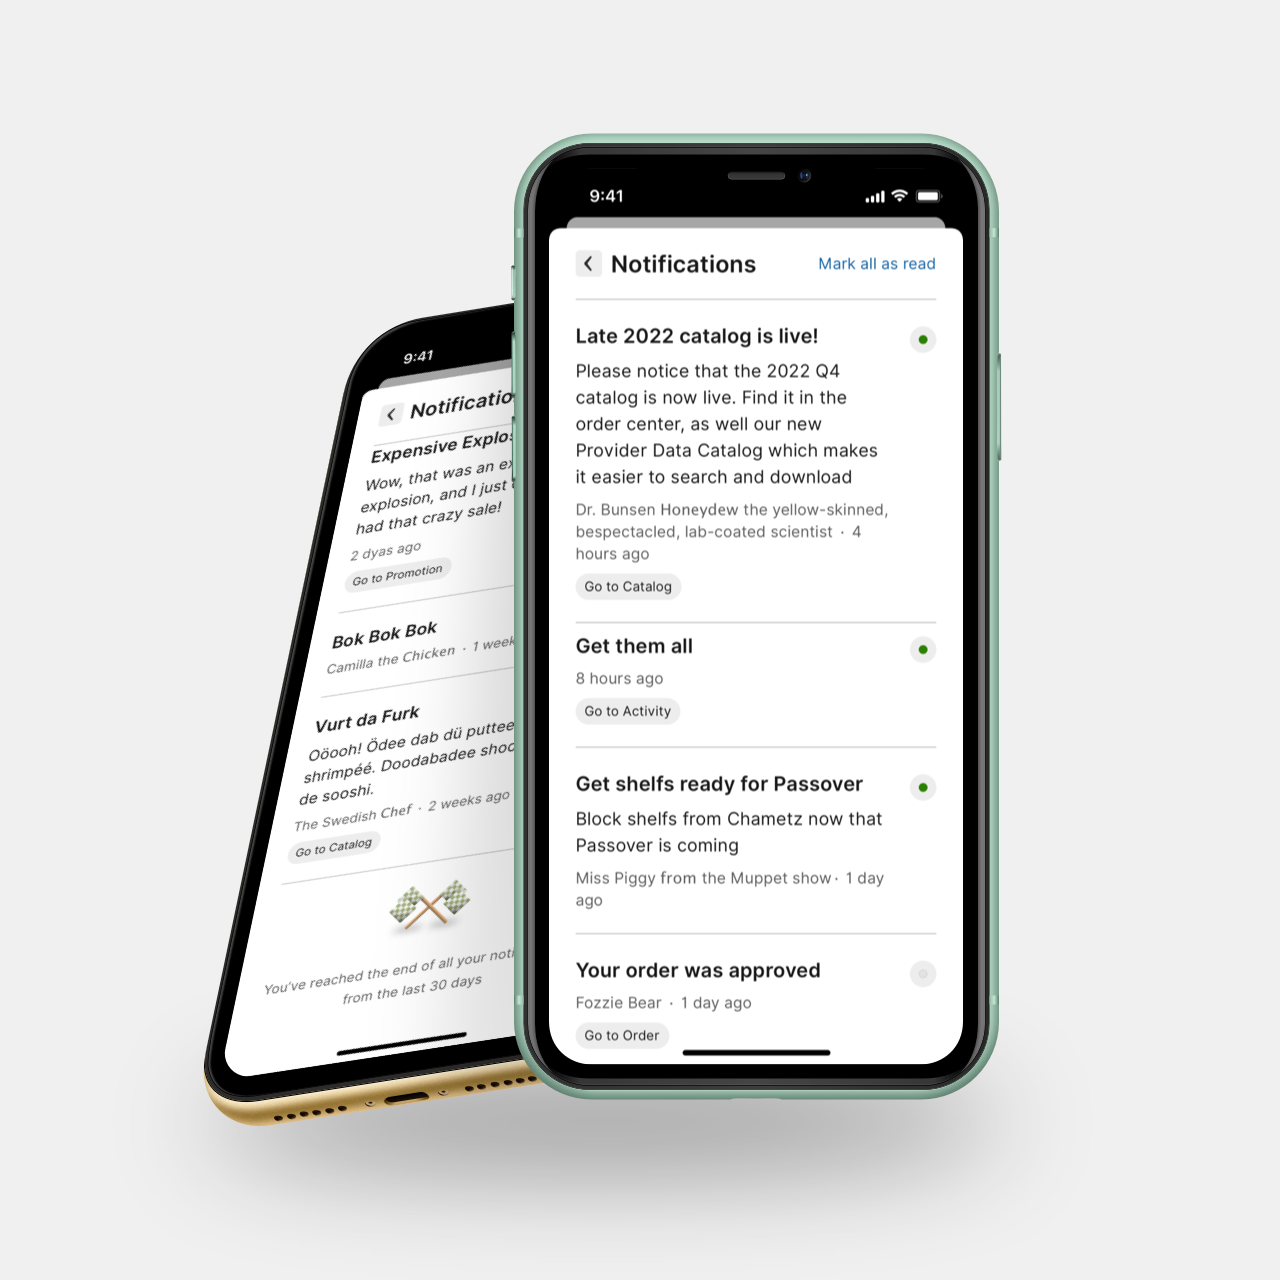 9:41
Notifications
Mark all as read
Late 2022 catalog is live!
Please notice that the 2022 Q4
catalog is now live. Find it in the
order center, as well our new
Provider Data Catalog which makes
it easier to search and download
Dr. Bunsen Honeydew the yellow-skinned,
bespectacled, lab-coated scientist · 4
hours ago
Go to Catalog
Get them all
8 hours ago
Go to Activity
Get shelfs ready for Passover
Block shelfs from Chametz now that
Passover is coming
Miss Piggy from the Muppet show · 1 day
ago
Your order was approved
Fozzie Bear · 1 day ago
Go to Order
9:41
Notificatio
Expensive Explos
Wow, that was an ex
explosion, and I just
had that crazy sale!
2 dyas ago
Go to Promotion
Bok Bok Bok
Camilla the Chicken · 1 week
Vurt da Furk
Oöooh! Ödee dab dü puttee
shrimpéé. Doodabadee shoo
de sooshi.
The Swedish Chef · 2 weeks ago
Go to Catalog
You've reached the end of all your noti
from the last 30 days